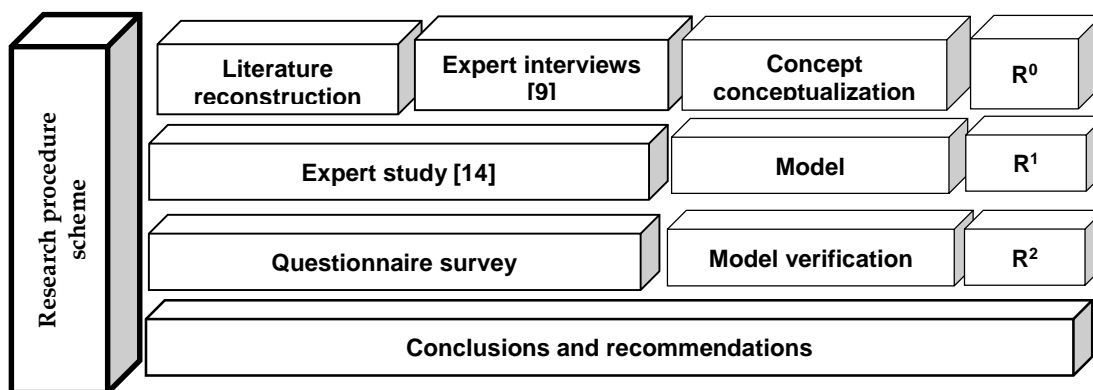 Research procedure
scheme
Literature
reconstruction
Expert interviews
[9]
Concept
conceptualization
R⁰
Expert study [14]
Model
R¹
Questionnaire survey
Model verification
R²
Conclusions and recommendations